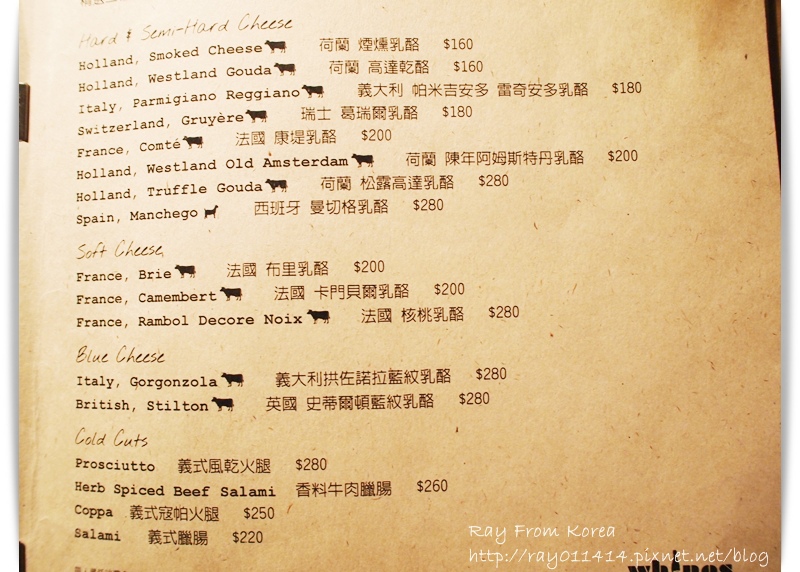 Hard & Semi-Hard Cheese
Holland, Smoked Cheese 荷蘭 煙燻乳酪 $160
Holland, Westland Gouda 荷蘭 高達乾酪 $160
Italy, Parmigiano Reggiano 義大利 帕米吉安多 雷奇安多乳酪 $180
Switzerland, Gruyère 瑞士 葛瑞爾乳酪 $180
France, Comté 法國 康堤乳酪 $200
Holland, Westland Old Amsterdam 荷蘭 陳年阿姆斯特丹乳酪 $200
Holland, Truffle Gouda 荷蘭 松露高達乳酪 $280
Spain, Manchego 西班牙 曼切格乳酪 $280
Soft Cheese
France, Brie 法國 布里乳酪 $200
France, Camembert 法國 卡門貝爾乳酪 $200
France, Rambol Decore Noix 法國 核桃乳酪 $280
Blue Cheese
Italy, Gorgonzola 義大利拱佐諾拉藍紋乳酪 $280
British, Stilton 英國 史蒂爾頓藍紋乳酪 $280
Cold Cuts
Prosciutto 義式風乾火腿 $280
Herb Spiced Beef Salami 香料牛肉臘腸 $260
Coppa 義式寇帕火腿 $250
Salami 義式臘腸 $220
Ray From Korea
http://ray011414.pixnet.net/blog